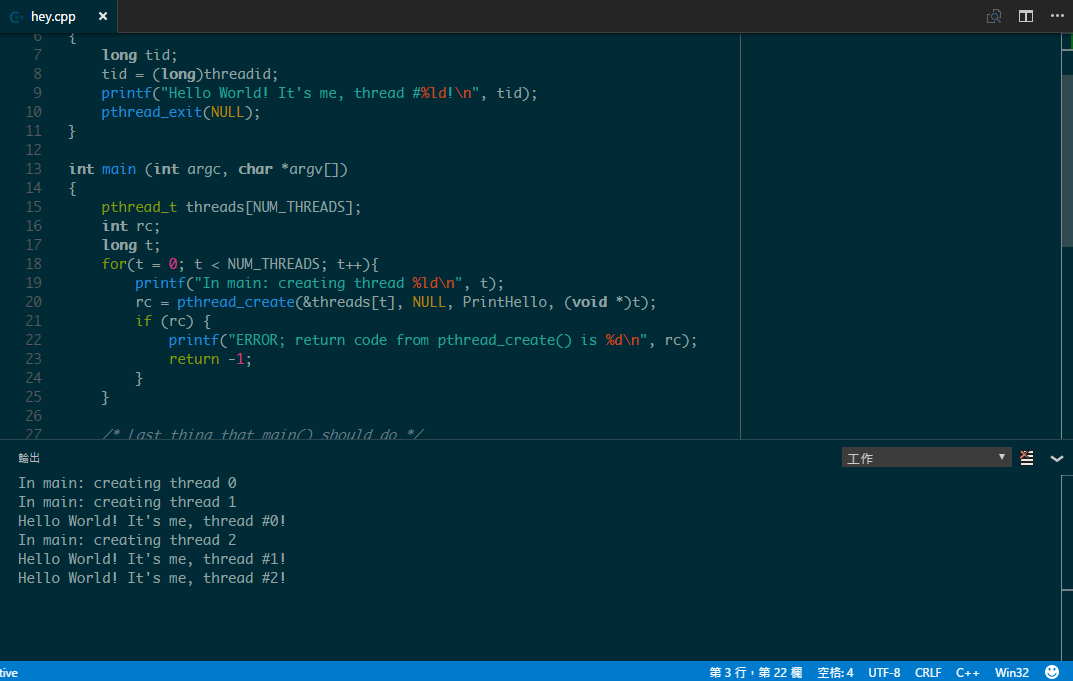 hey.cpp
6 {
7 long tid;
8 tid = (long)threadid;
9 printf("Hello World! It's me, thread #%ld!\n", tid);
10 pthread_exit(NULL);
11 }
12
13 int main (int argc, char *argv[])
14 {
15 pthread_t threads[NUM_THREADS];
16 int rc;
17 long t;
18 for(t = 0; t < NUM_THREADS; t++){
19 printf("In main: creating thread %ld\n", t);
20 rc = pthread_create(&threads[t], NULL, PrintHello, (void *)t);
21 if (rc) {
22 printf("ERROR; return code from pthread_create() is %d\n", rc);
23 return -1;
24 }
25 }
26
27 /* Last thing that main() should do */
輸出 工作
In main: creating thread 0
In main: creating thread 1
Hello World! It's me, thread #0!
In main: creating thread 2
Hello World! It's me, thread #1!
Hello World! It's me, thread #2!
tive 第 3 行，第 22 欄 空格: 4 UTF-8 CRLF C++ Win32